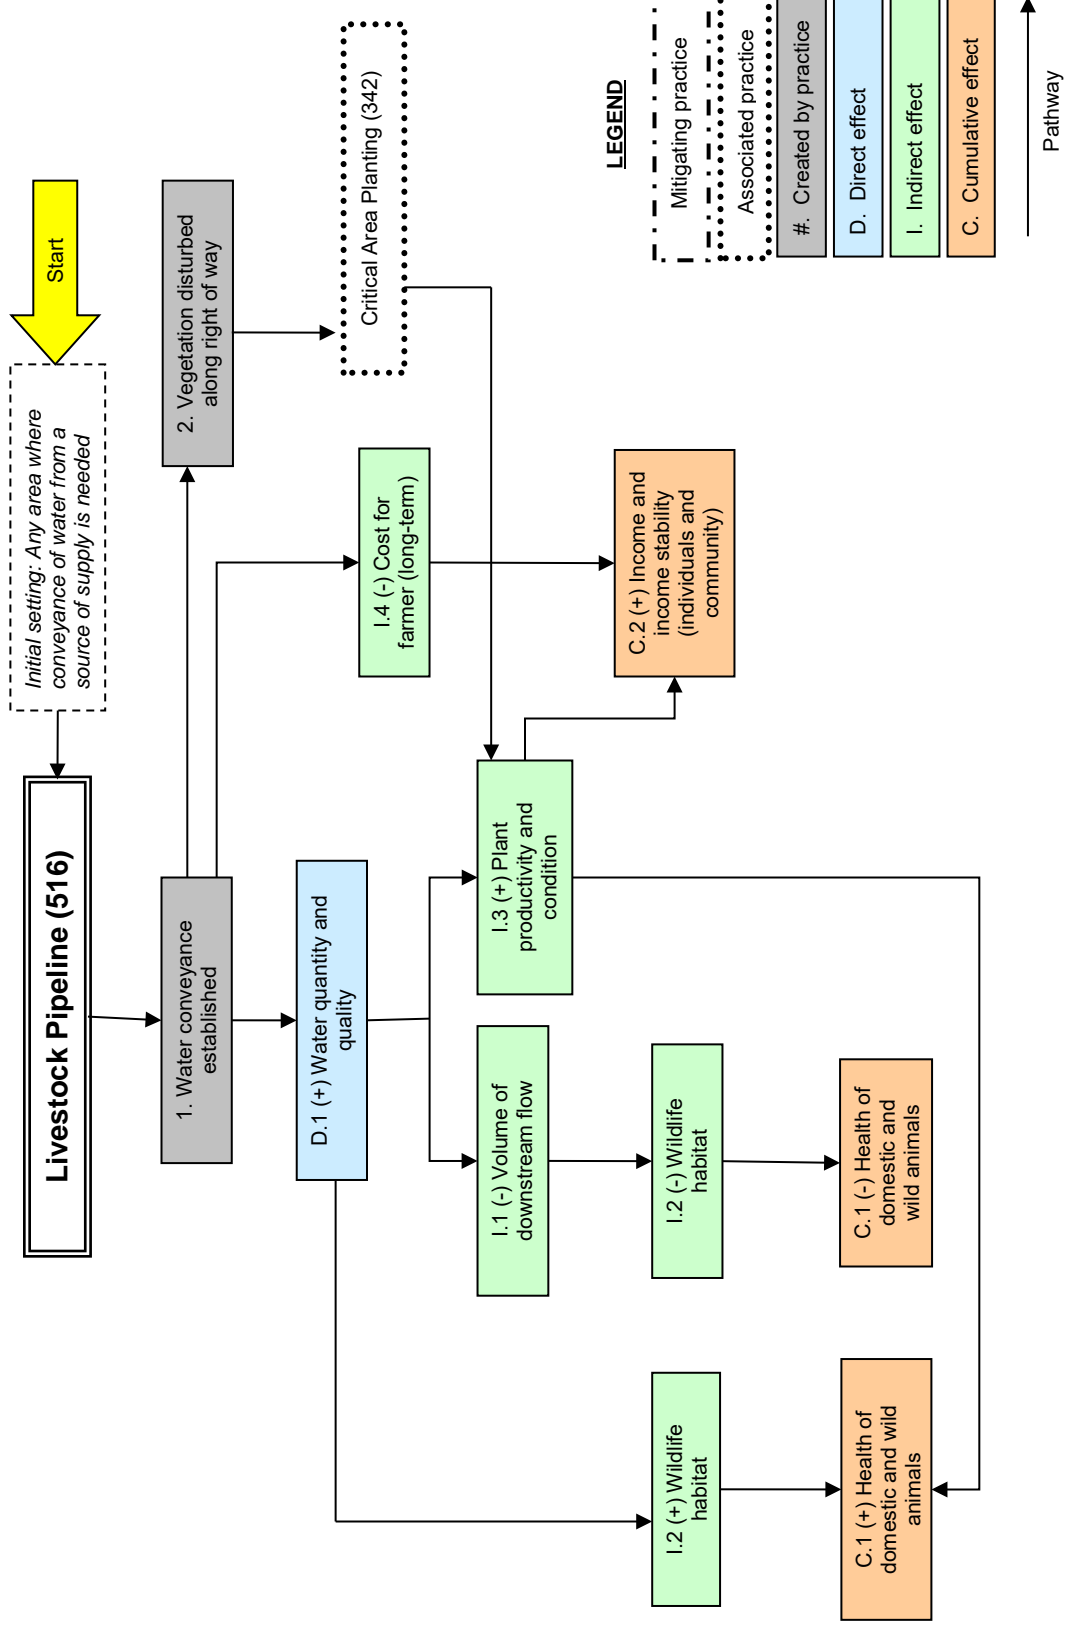 Start
Initial setting: Any area where
conveyance of water from a
source of supply is needed
Livestock Pipeline (516)
1. Water conveyance
established
2. Vegetation disturbed
along right of way
D.1 (+) Water quantity and
quality
I.4 (-) Cost for
farmer (long-term)
Critical Area Planting (342)
I.1 (-) Volume of
downstream flow
I.3 (+) Plant
productivity and
condition
C.2 (+) Income and
income stability
(individuals and
community)
I.2 (+) Wildlife
habitat
I.2 (-) Wildlife
habitat
C.1 (+) Health of
domestic and wild
animals
C.1 (-) Health of
domestic and
wild animals
LEGEND
Mitigating practice
Associated practice
#. Created by practice
D. Direct effect
I. Indirect effect
C. Cumulative effect
Pathway